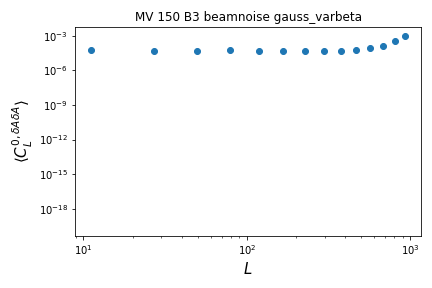 MV 150 B3 beamnoise gauss_varbeta
10⁻³
10⁻⁶
10⁻⁹
10⁻¹²
10⁻¹⁵
10⁻¹⁸
⟨C_L^{0, δAδA}⟩
10¹ 10² 10³
L